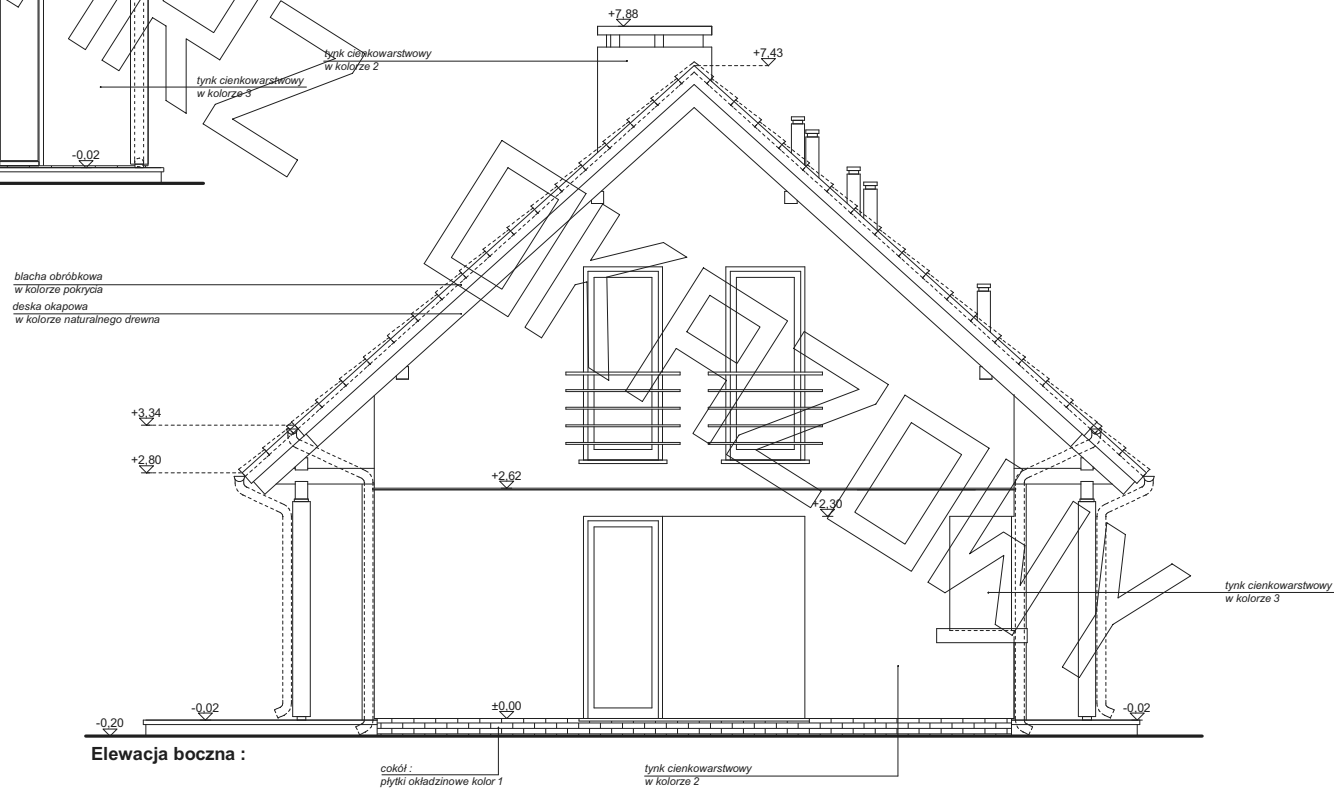 +7,88
tynk cienkowarstwowy
w kolorze 2
+7,43
tynk cienkowarstwowy
w kolorze 3
-0,02
blacha obróbkowa
w kolorze pokrycia
deska okapowa
w kolorze naturalnego drewna
+3,34
+2,80
+2,62
+2,30
tynk cienkowarstwowy
w kolorze 3
-0,20
-0,02
±0,00
-0,02
Elewacja boczna :
cokół :
płytki okładzinowe kolor 1
tynk cienkowarstwowy
w kolorze 2